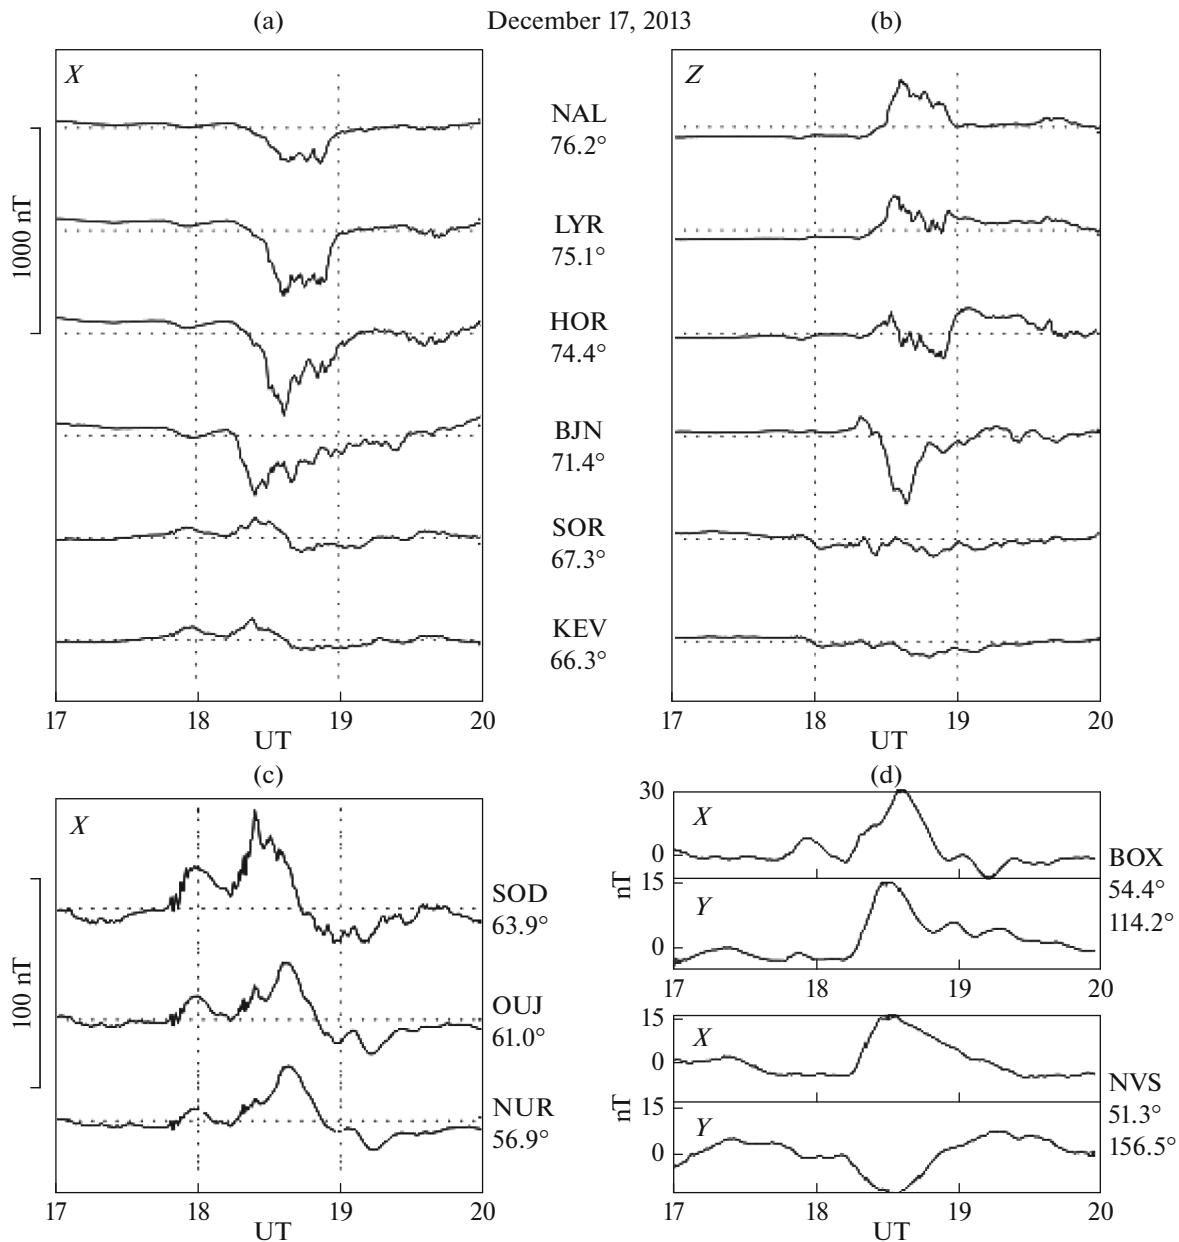 December 17, 2013
(a)
(b)
X
Z
1000 nT
NAL
76.2°
LYR
75.1°
HOR
74.4°
BJN
71.4°
SOR
67.3°
KEV
66.3°
17 18 19 20
UT
17 18 19 20
UT
(c)
(d)
X
100 nT
SOD
63.9°
OUJ
61.0°
NUR
56.9°
17 18 19 20
UT
30
X
0
nT
15
Y
0
BOX
54.4°
114.2°
17 18 19 20
15
X
0
nT
15
Y
0
NVS
51.3°
156.5°
17 18 19 20
UT